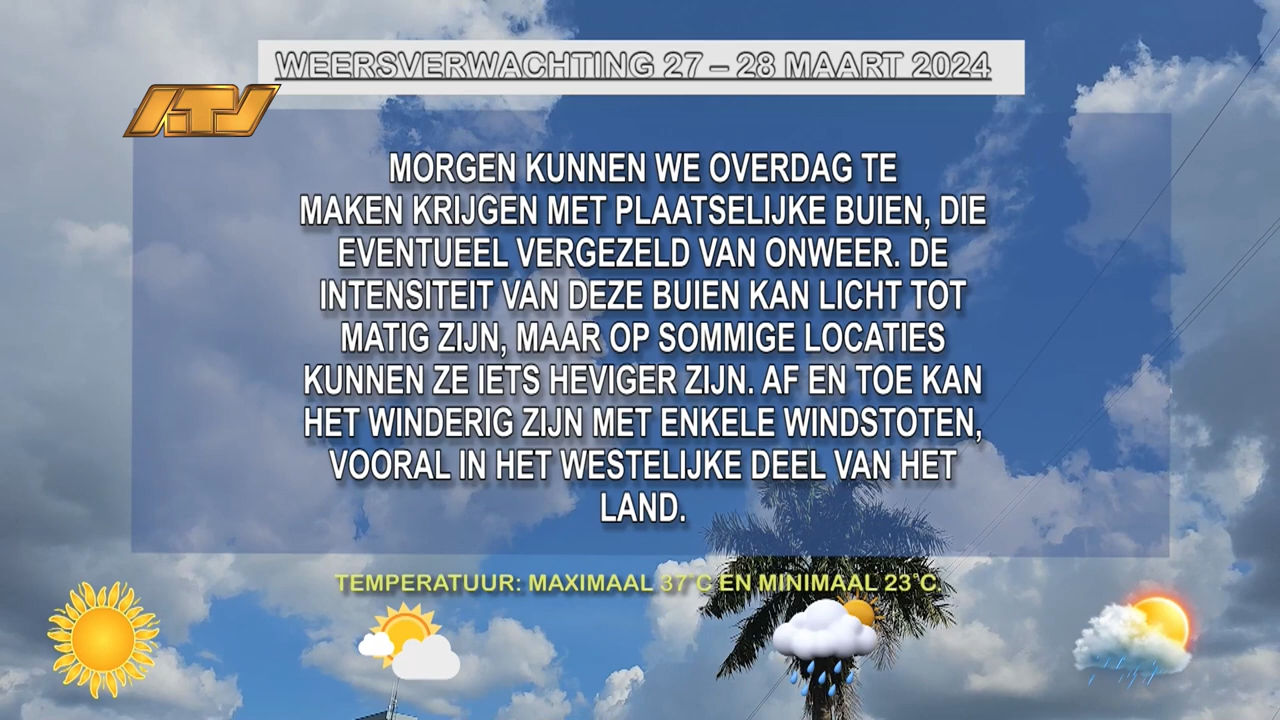 WEERSVERWACHTING 27 – 28 MAART 2024
ATV
MORGEN KUNNEN WE OVERDAG TE
MAKEN KRIJGEN MET PLAATSELIJKE BUIEN, DIE
EVENTUEEL VERGEZELD VAN ONWEER. DE
INTENSITEIT VAN DEZE BUIEN KAN LICHT TOT
MATIG ZIJN, MAAR OP SOMMIGE LOCATIES
KUNNEN ZE IETS HEVIGER ZIJN. AF EN TOE KAN
HET WINDERIG ZIJN MET ENKELE WINDSTOTEN,
VOORAL IN HET WESTELIJKE DEEL VAN HET
LAND.
TEMPERATUUR: MAXIMAAL 37°C EN MINIMAAL 23°C